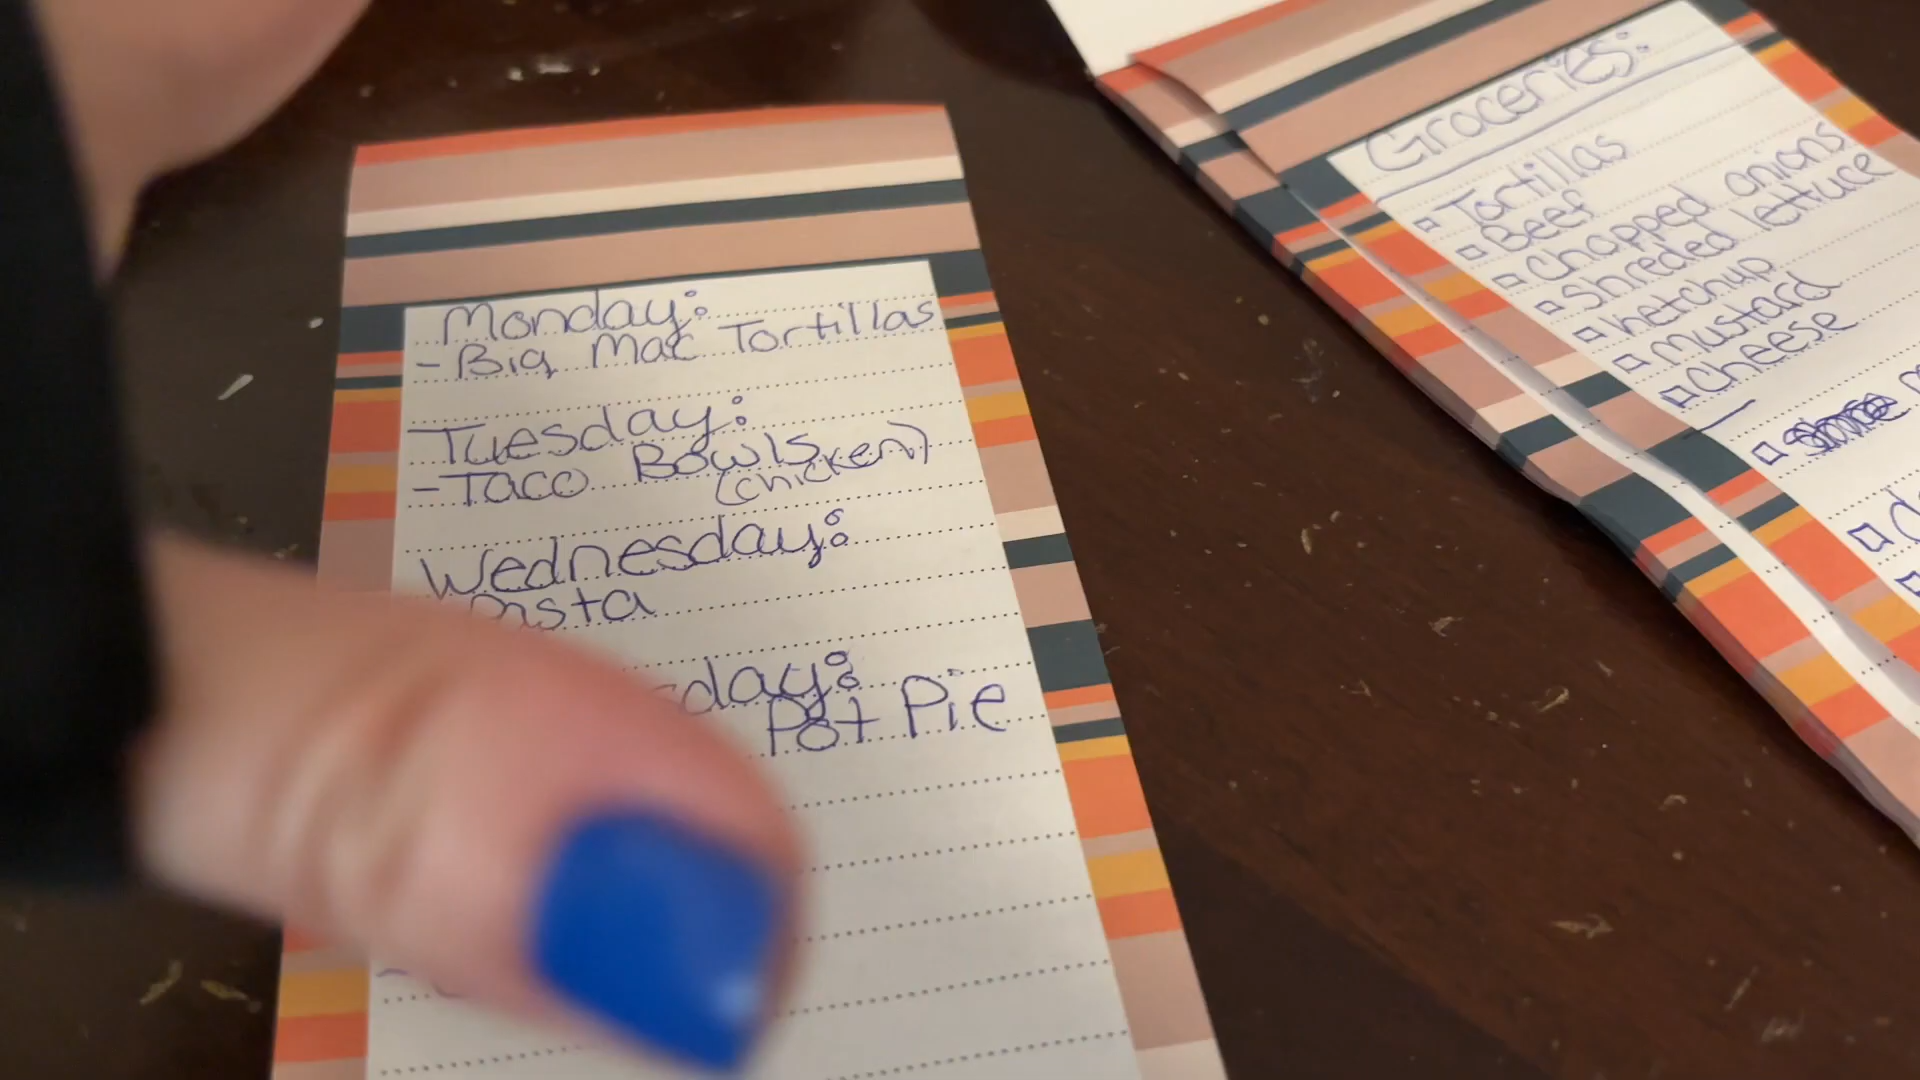 Monday:
- Big Mac Tortillas
Tuesday:
- Taco Bowls
(chicken)
Wednesday:
Pasta
day:
Pot Pie
Groceries:
Tortillas
Beef
Chopped onions
Shreded lettuce
ketchup
mustard
Cheese